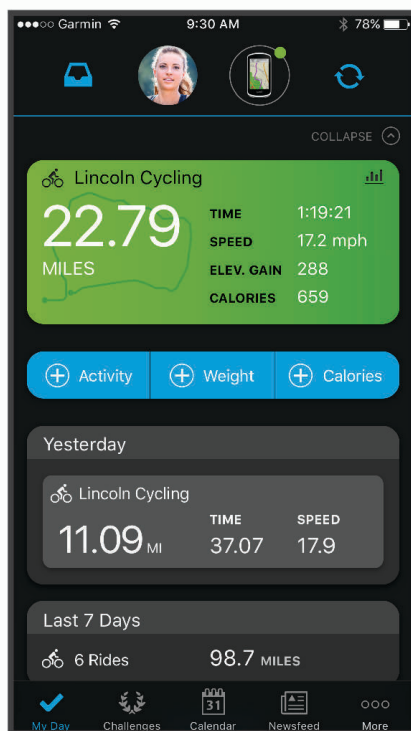 Garmin 9:30 AM 78%
COLLAPSE
Lincoln Cycling
22.79
MILES
TIME 1:19:21
SPEED 17.2 mph
ELEV. GAIN 288
CALORIES 659
Activity Weight Calories
Yesterday
Lincoln Cycling
11.09 MI
TIME SPEED
37.07 17.9
Last 7 Days
6 Rides 98.7 MILES
31
My Day Challenges Calendar Newsfeed More